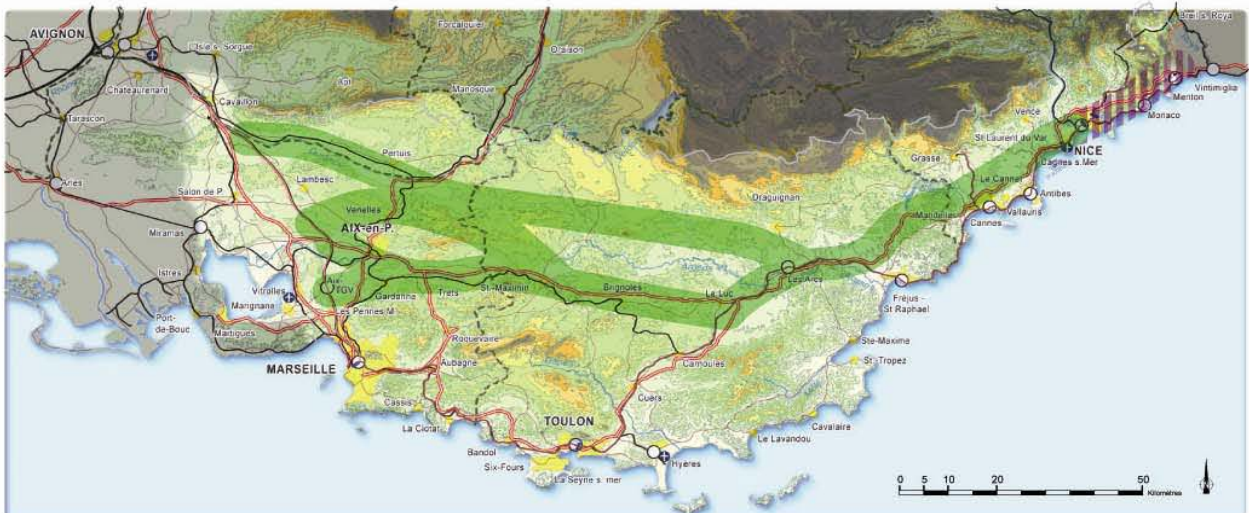 Forcalquier
Breil s. Roya
AVIGNON
L'Isle s. Sorgue
Oraison
Apt
Chateaurenard
Manosque
Cavaillon
Vintimiglia
Menton
Tarascon
Vence
Monaco
St Laurent du Var
Pertuis
NICE
Grasse
Cagnes s.Mer
Arles
Lambesc
Le Cannet
Salon de P.
Draguignan
Antibes
Venelles
Mandelieu
Vallauris
Cannes
AIX-en-P.
Miramas
Istres
Aix-
TGV
Les Arcs
Vitrolles
Gardanne
Trets
St.-Maximin
Brignoles
Le Luc
Marignane
Fréjus -
St Raphael
Les Pennes M.
Port-
de-Bouc
Martigues
Roquevaire
Ste-Maxime
MARSEILLE
Aubagne
Carnoules
St.-Tropez
Cuers
Cassis
TOULON
Cavalaire
La Ciotat
Le Lavandou
Bandol
Six-Fours
Hyères
La Seyne s. mer
0 5 10 20 50
Kilomètres